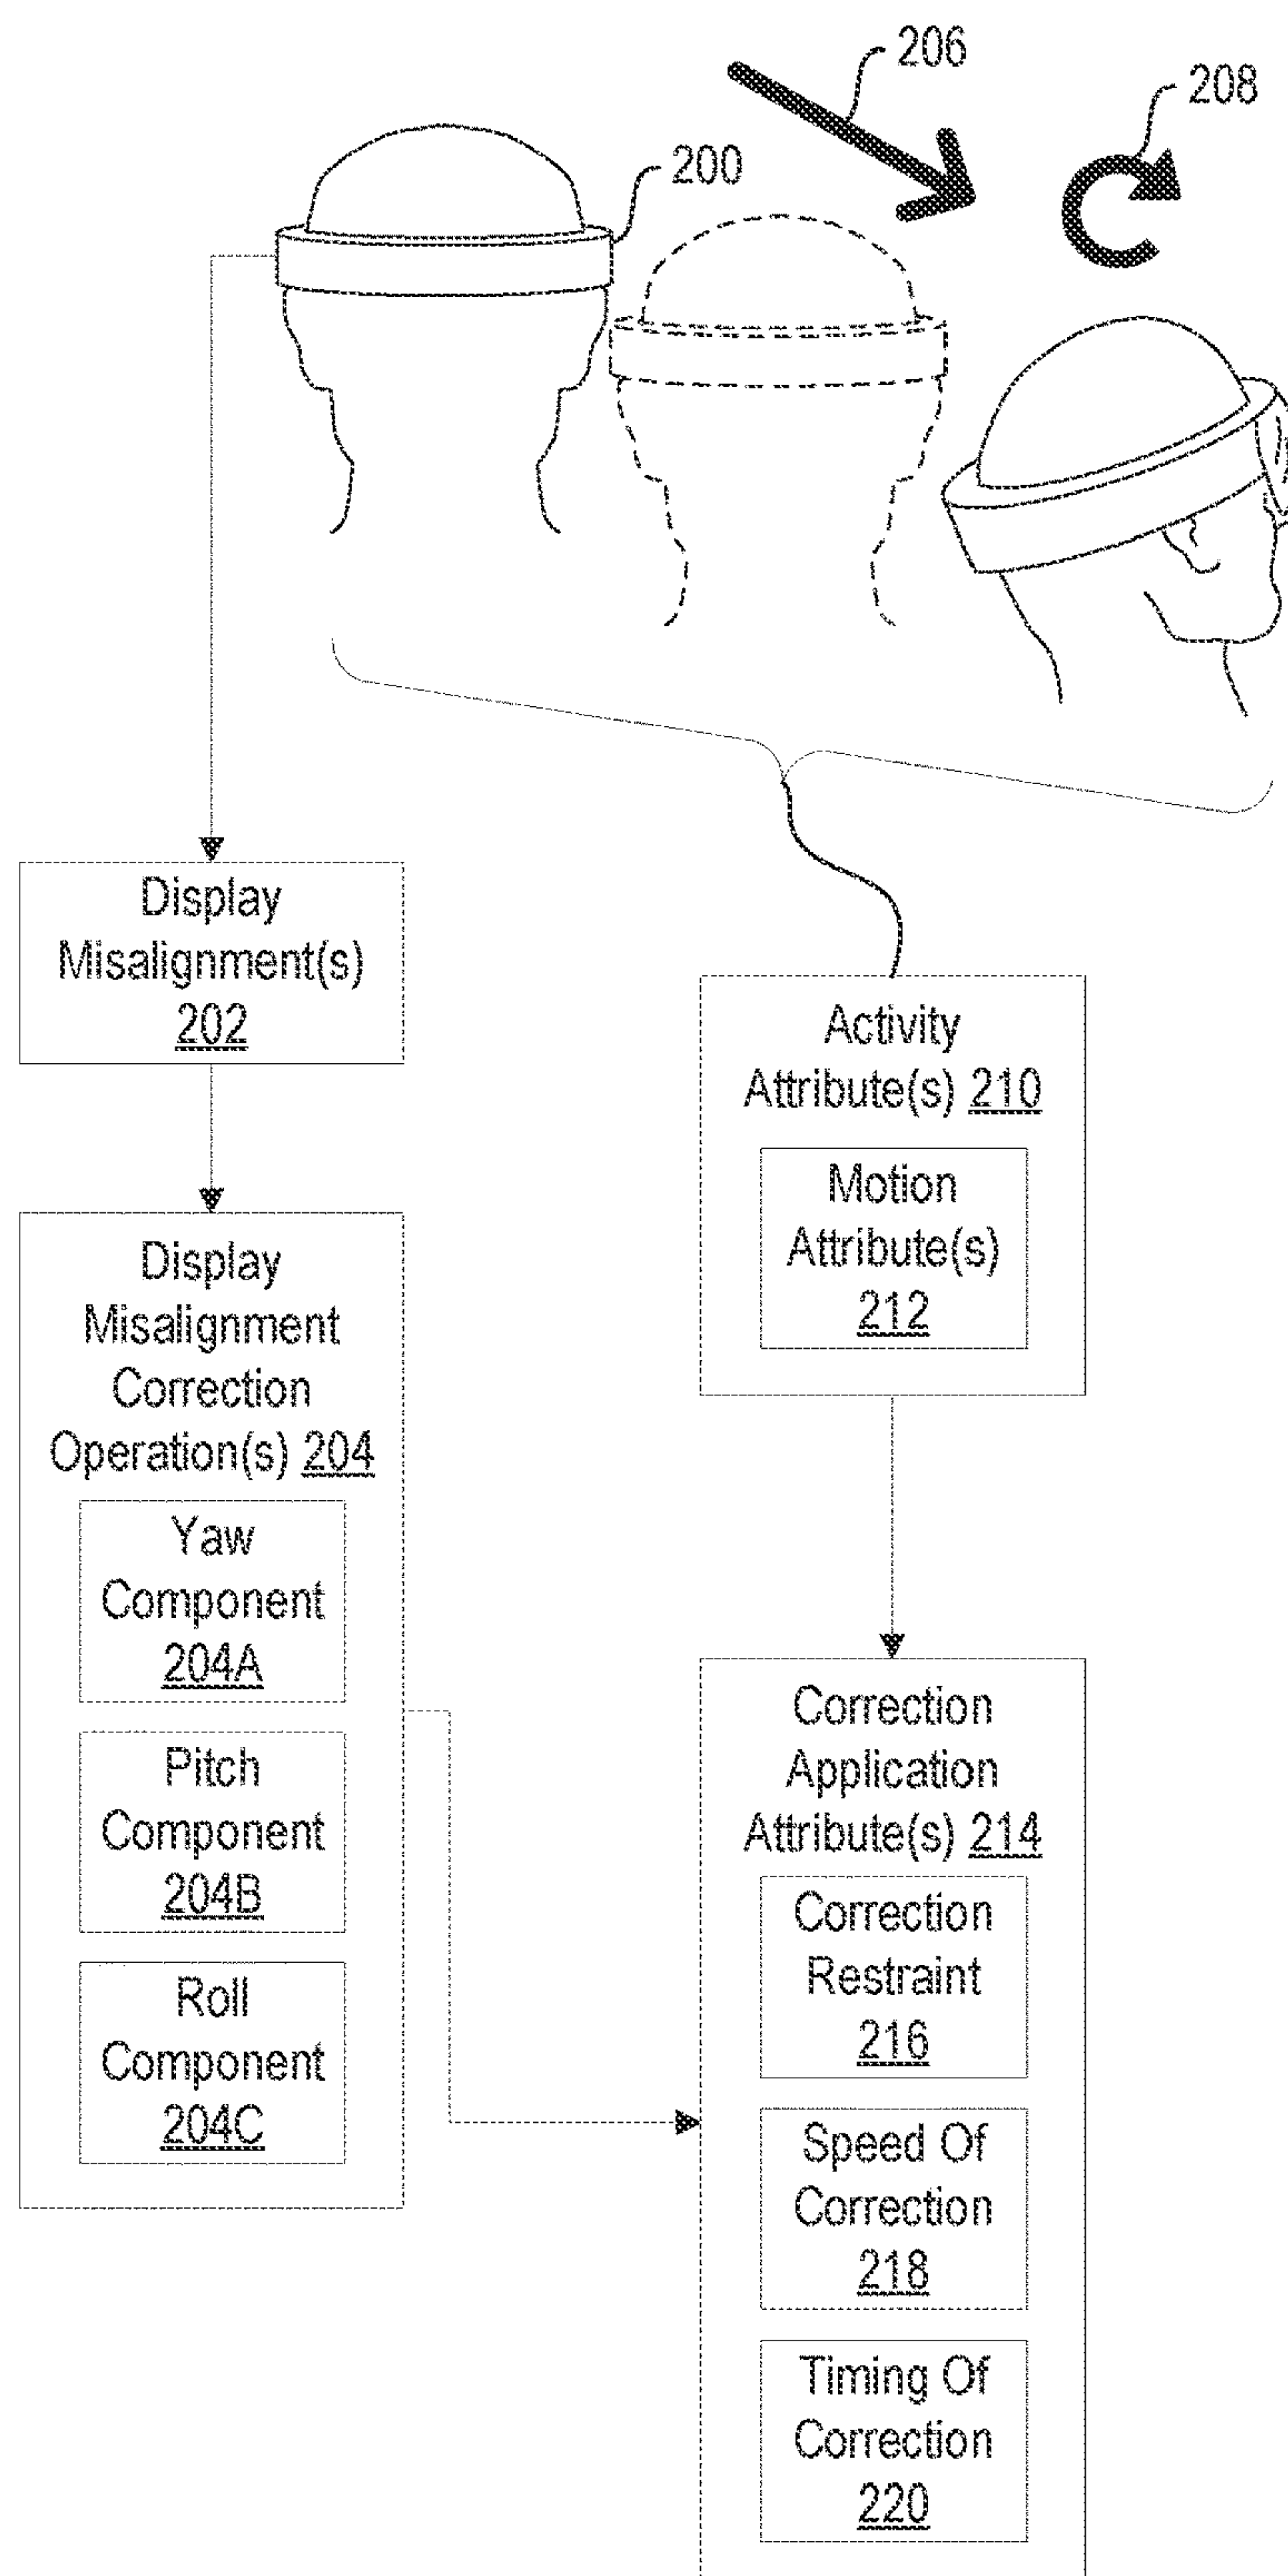 206
208
200
Display
Misalignment(s)
202
Activity
Attribute(s) 210
Motion
Attribute(s)
212
Display
Misalignment
Correction
Operation(s) 204
Yaw
Component
204A
Pitch
Component
204B
Roll
Component
204C
Correction
Application
Attribute(s) 214
Correction
Restraint
216
Speed Of
Correction
218
Timing Of
Correction
220